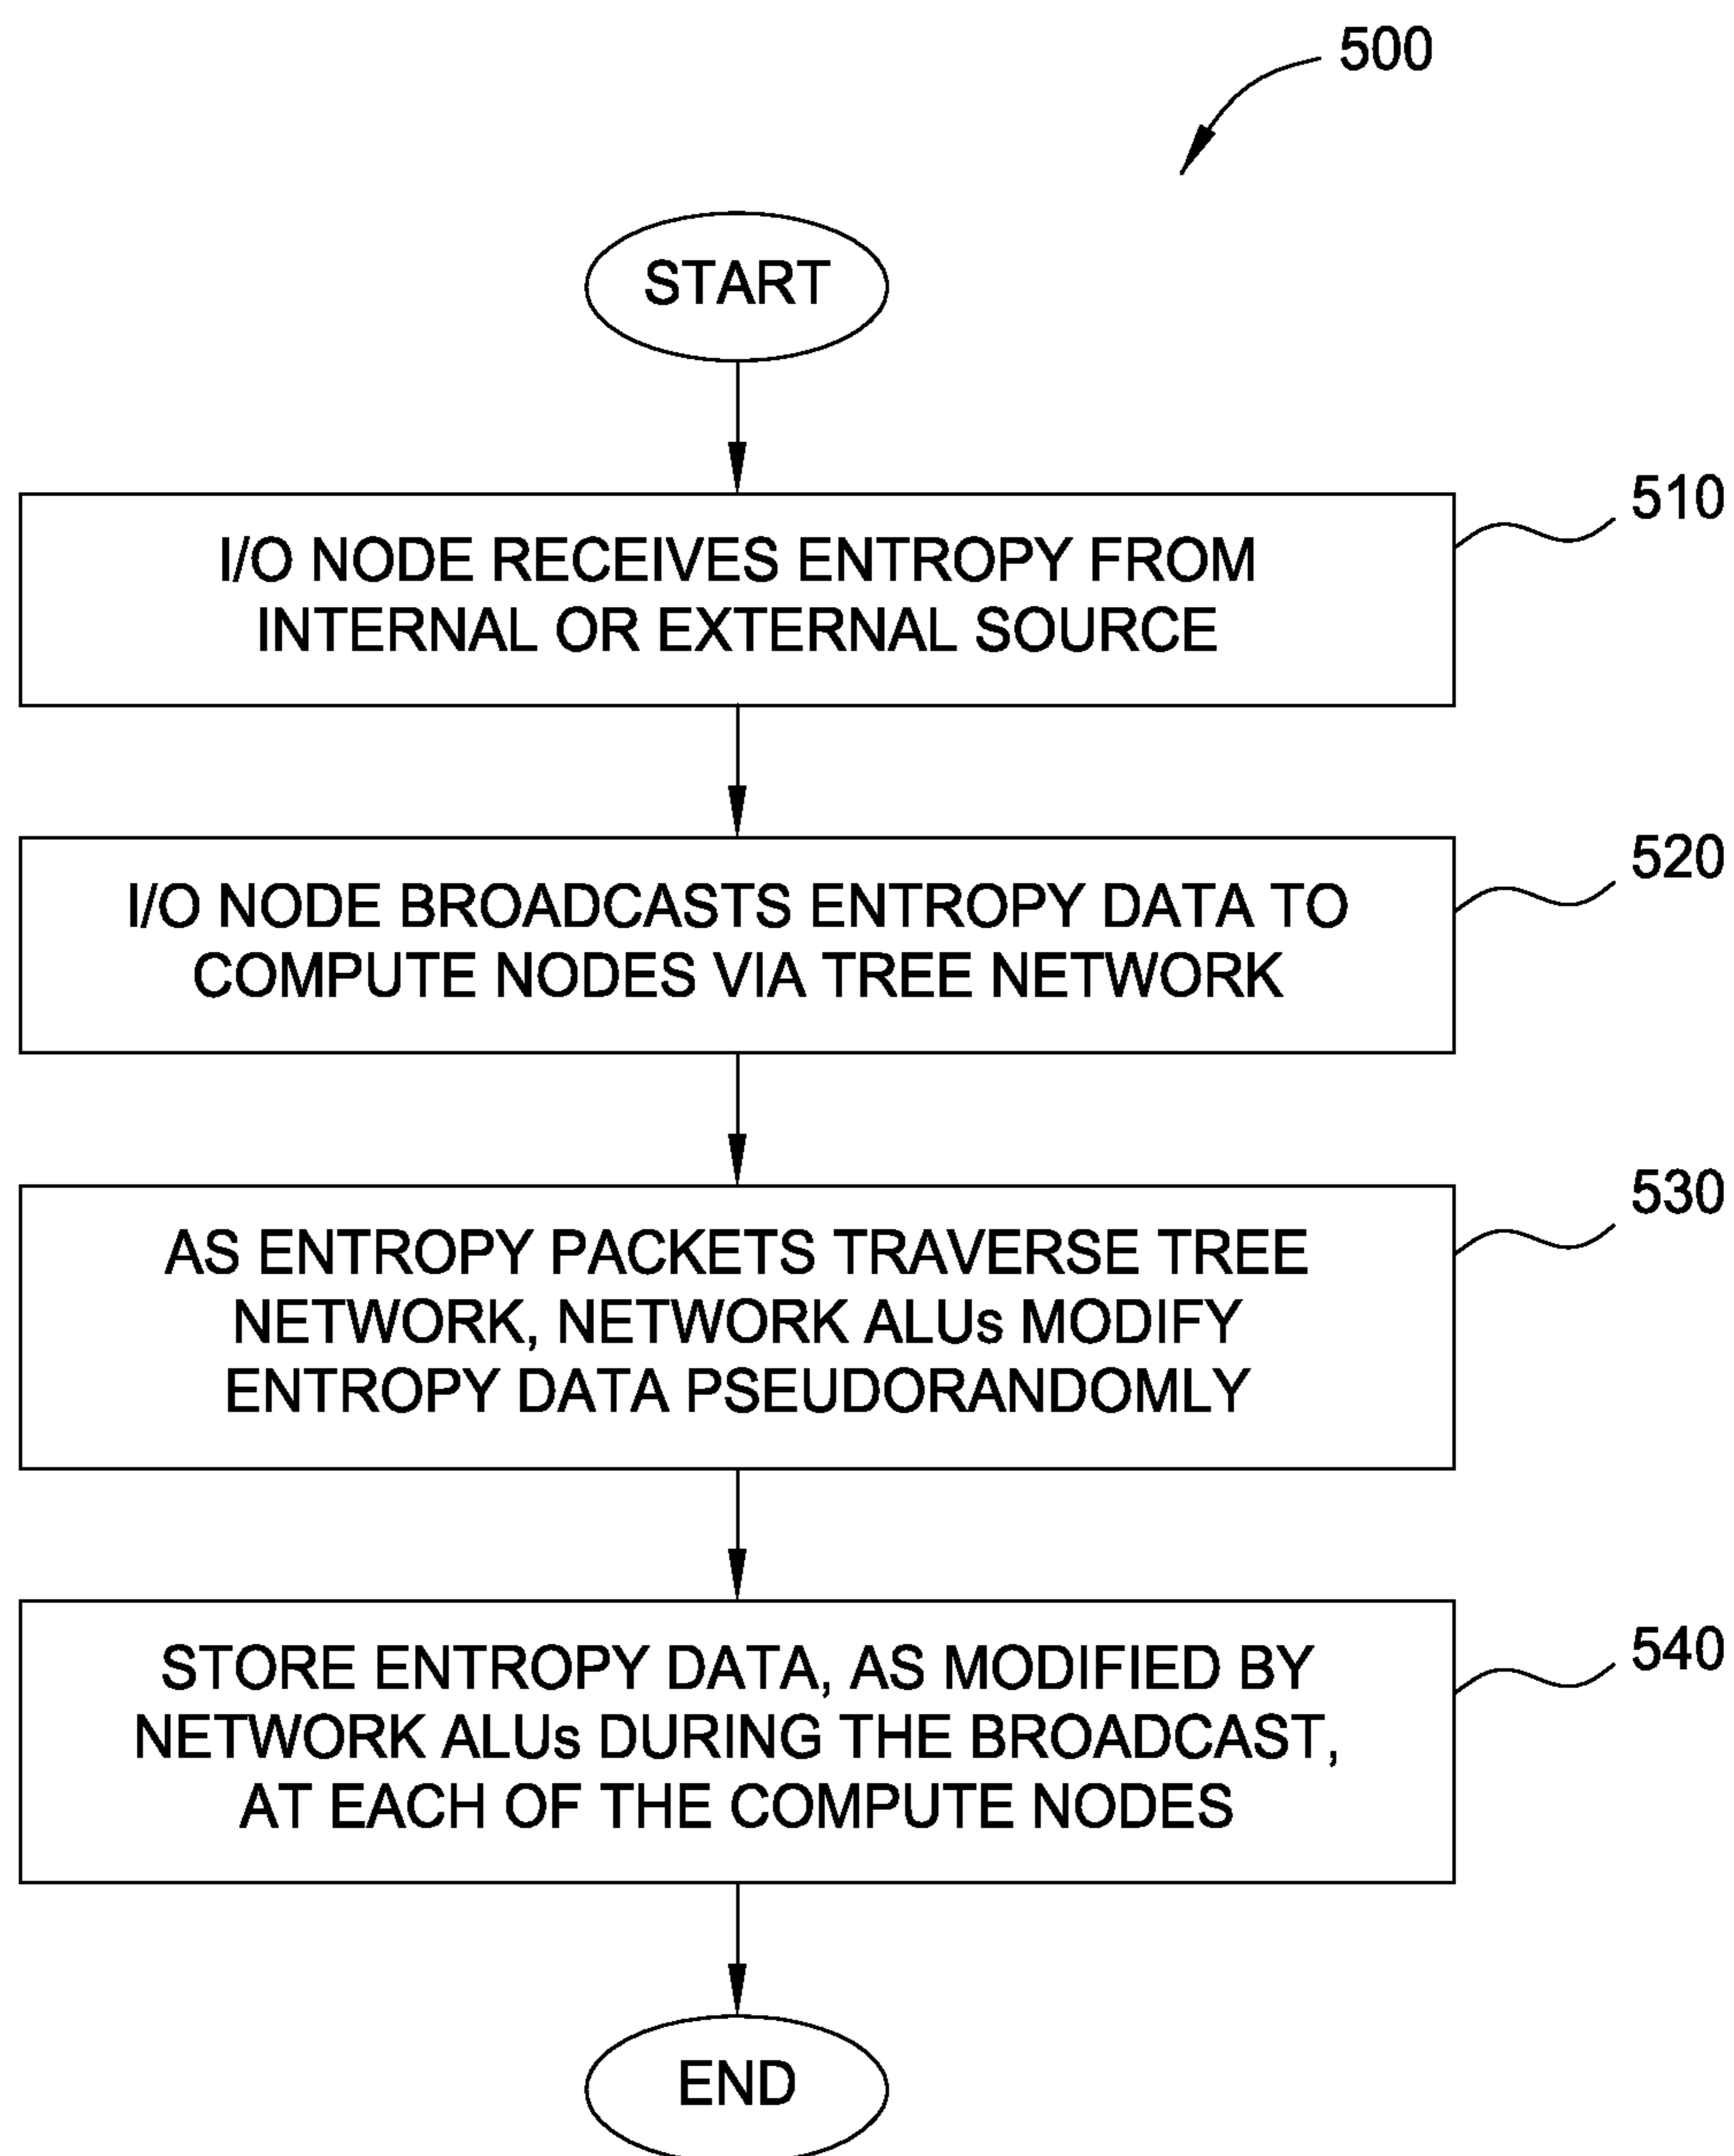 500
START
510
I/O NODE RECEIVES ENTROPY FROM
INTERNAL OR EXTERNAL SOURCE
520
I/O NODE BROADCASTS ENTROPY DATA TO
COMPUTE NODES VIA TREE NETWORK
530
AS ENTROPY PACKETS TRAVERSE TREE
NETWORK, NETWORK ALUs MODIFY
ENTROPY DATA PSEUDORANDOMLY
540
STORE ENTROPY DATA, AS MODIFIED BY
NETWORK ALUs DURING THE BROADCAST,
AT EACH OF THE COMPUTE NODES
END